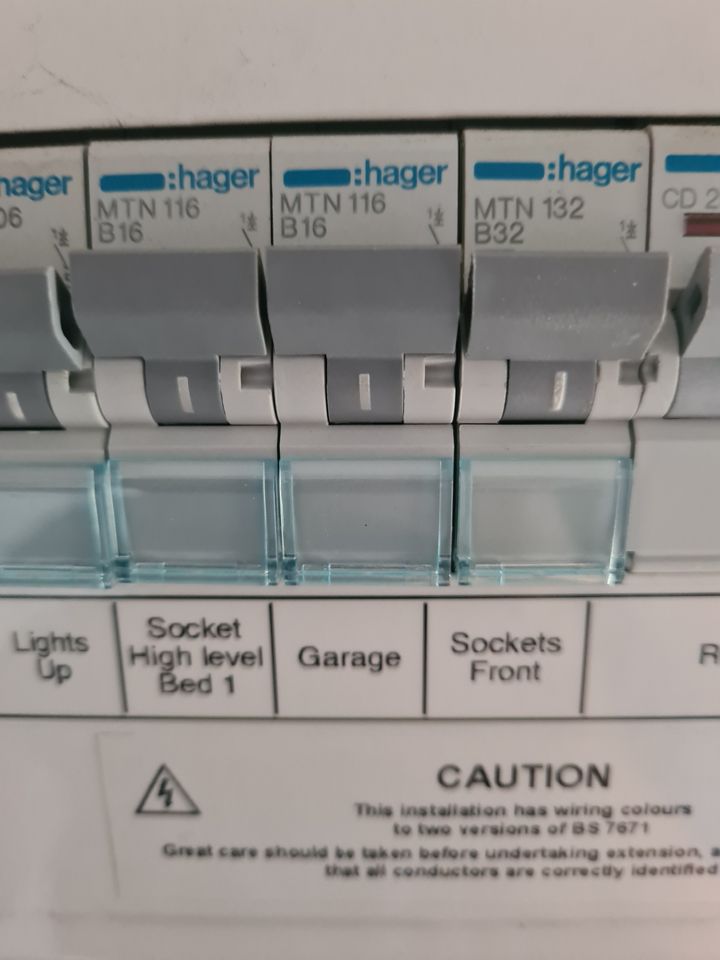 hager
06
:hager
MTN 116
B16
:hager
MTN 116
B16
:hager
MTN 132
B32
CD 2
Lights
Up
Socket
High level
Bed 1
Garage
Sockets
Front
R
CAUTION
This installation has wiring colours
to two versions of BS 7671
Great care should be taken before undertaking extension, a
that all conductors are correctly identified